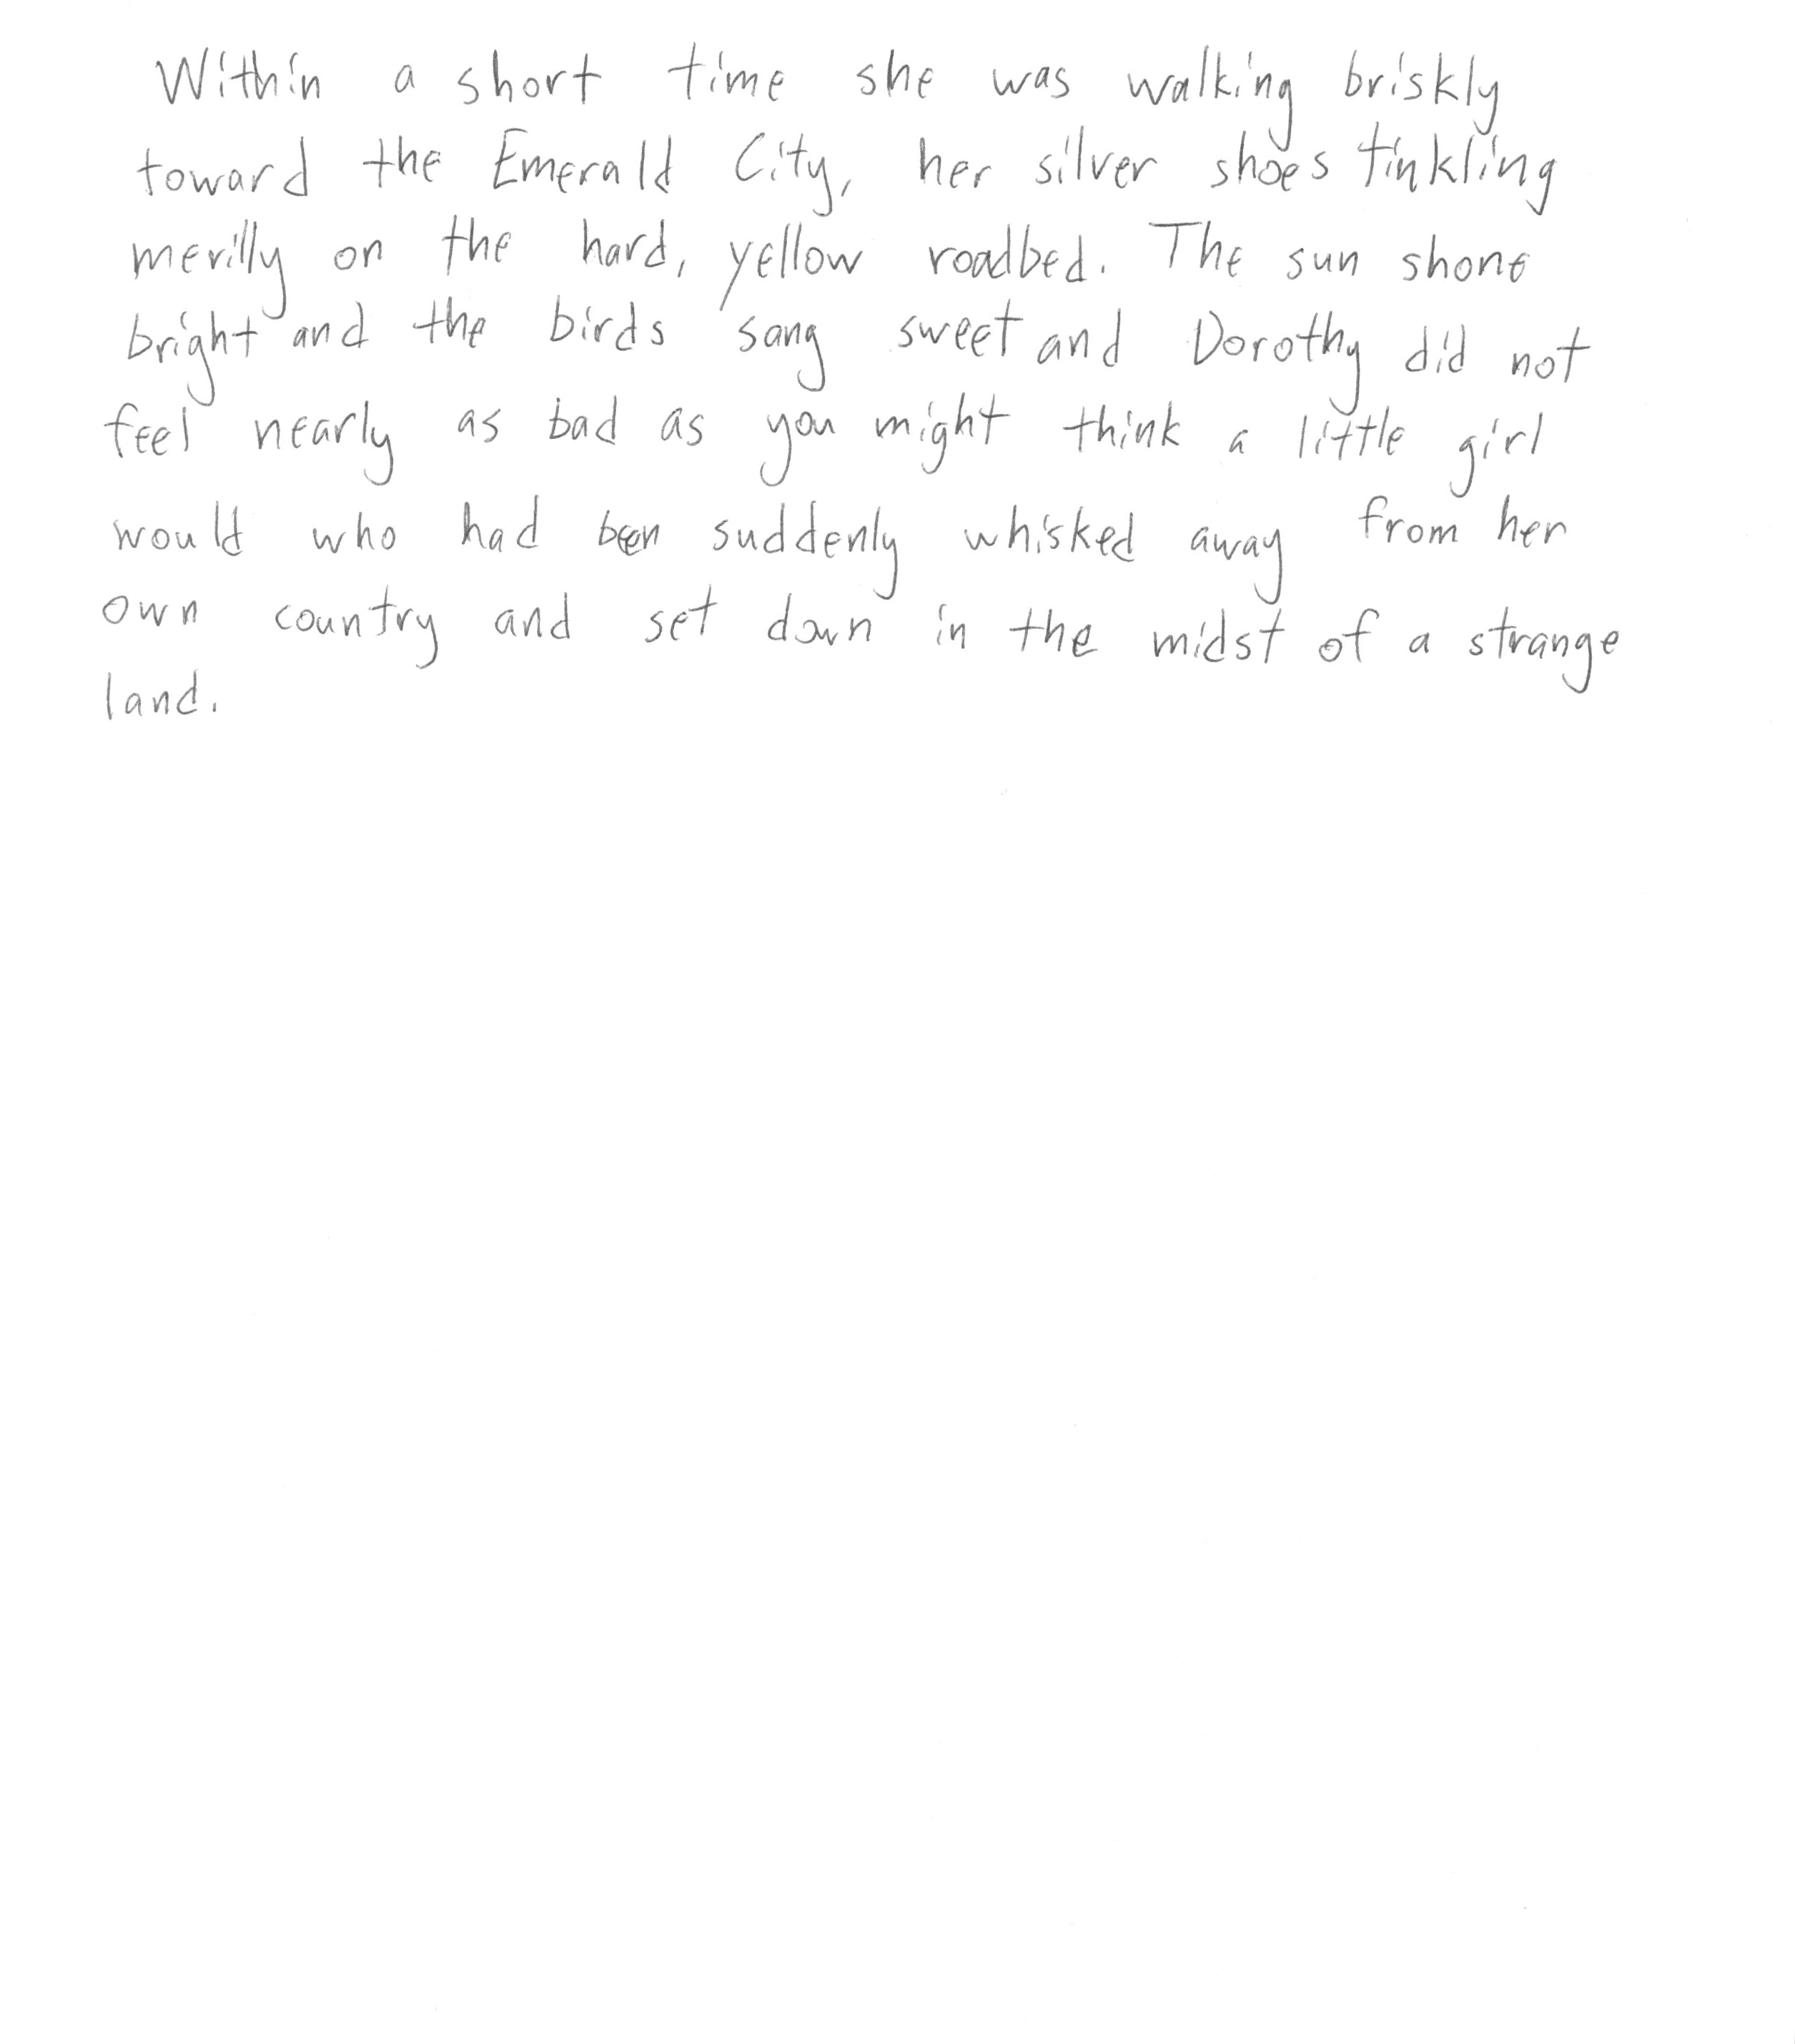 Within a short time she was walking briskly
toward the Emerald City, her silver shoes tinkling
merilly on the hard, yellow roadbed. The sun shone
bright and the birds sang sweet and Dorothy did not
feel nearly as bad as you might think a little girl
would who had been suddenly whisked away from her
own country and set down in the midst of a strange
land.